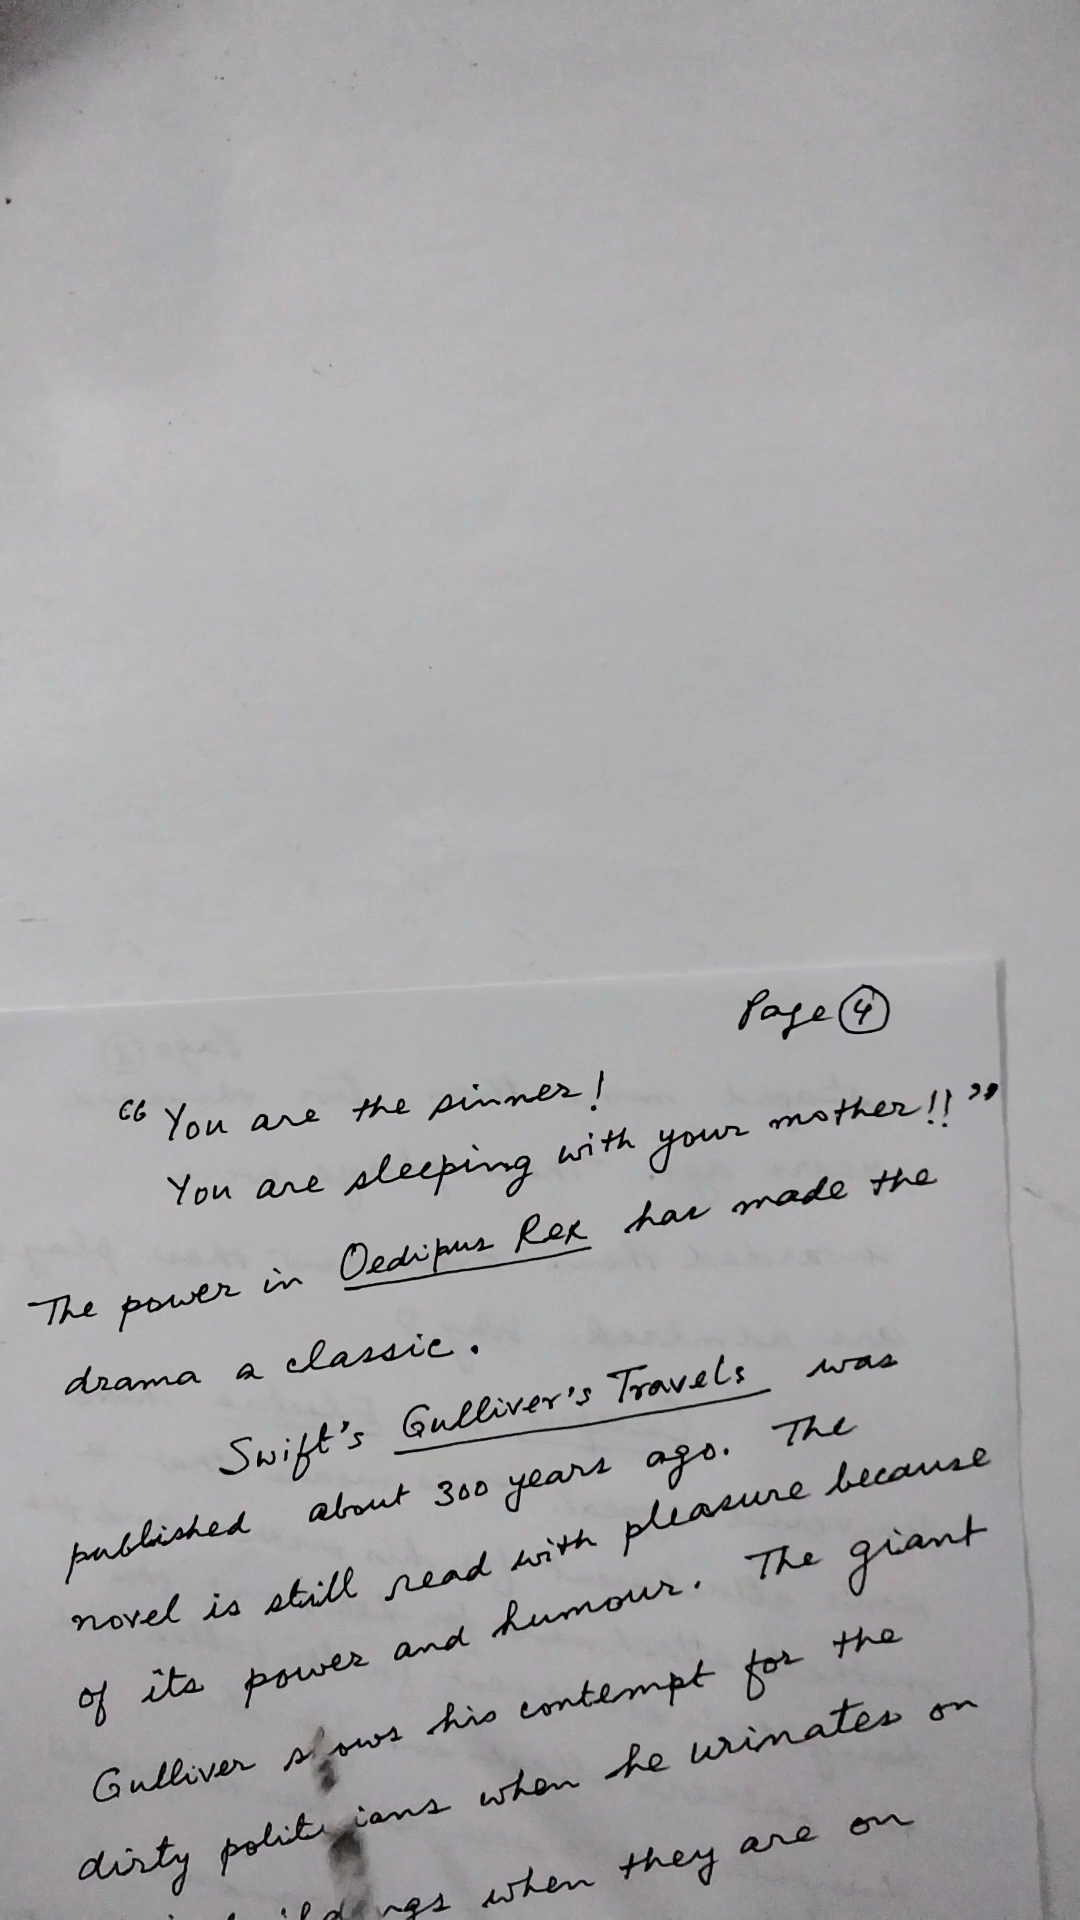 Page 4
"You are the sinner!
You are sleeping with your mother!!"
The power in Oedipus Rex has made the
drama a classic.
Swift's Gulliver's Travels was
published about 300 years ago. The
novel is still read with pleasure because
of its power and humour. The giant
Gulliver shows his contempt for the
dirty politicians when he urinates on
buildings when they are on